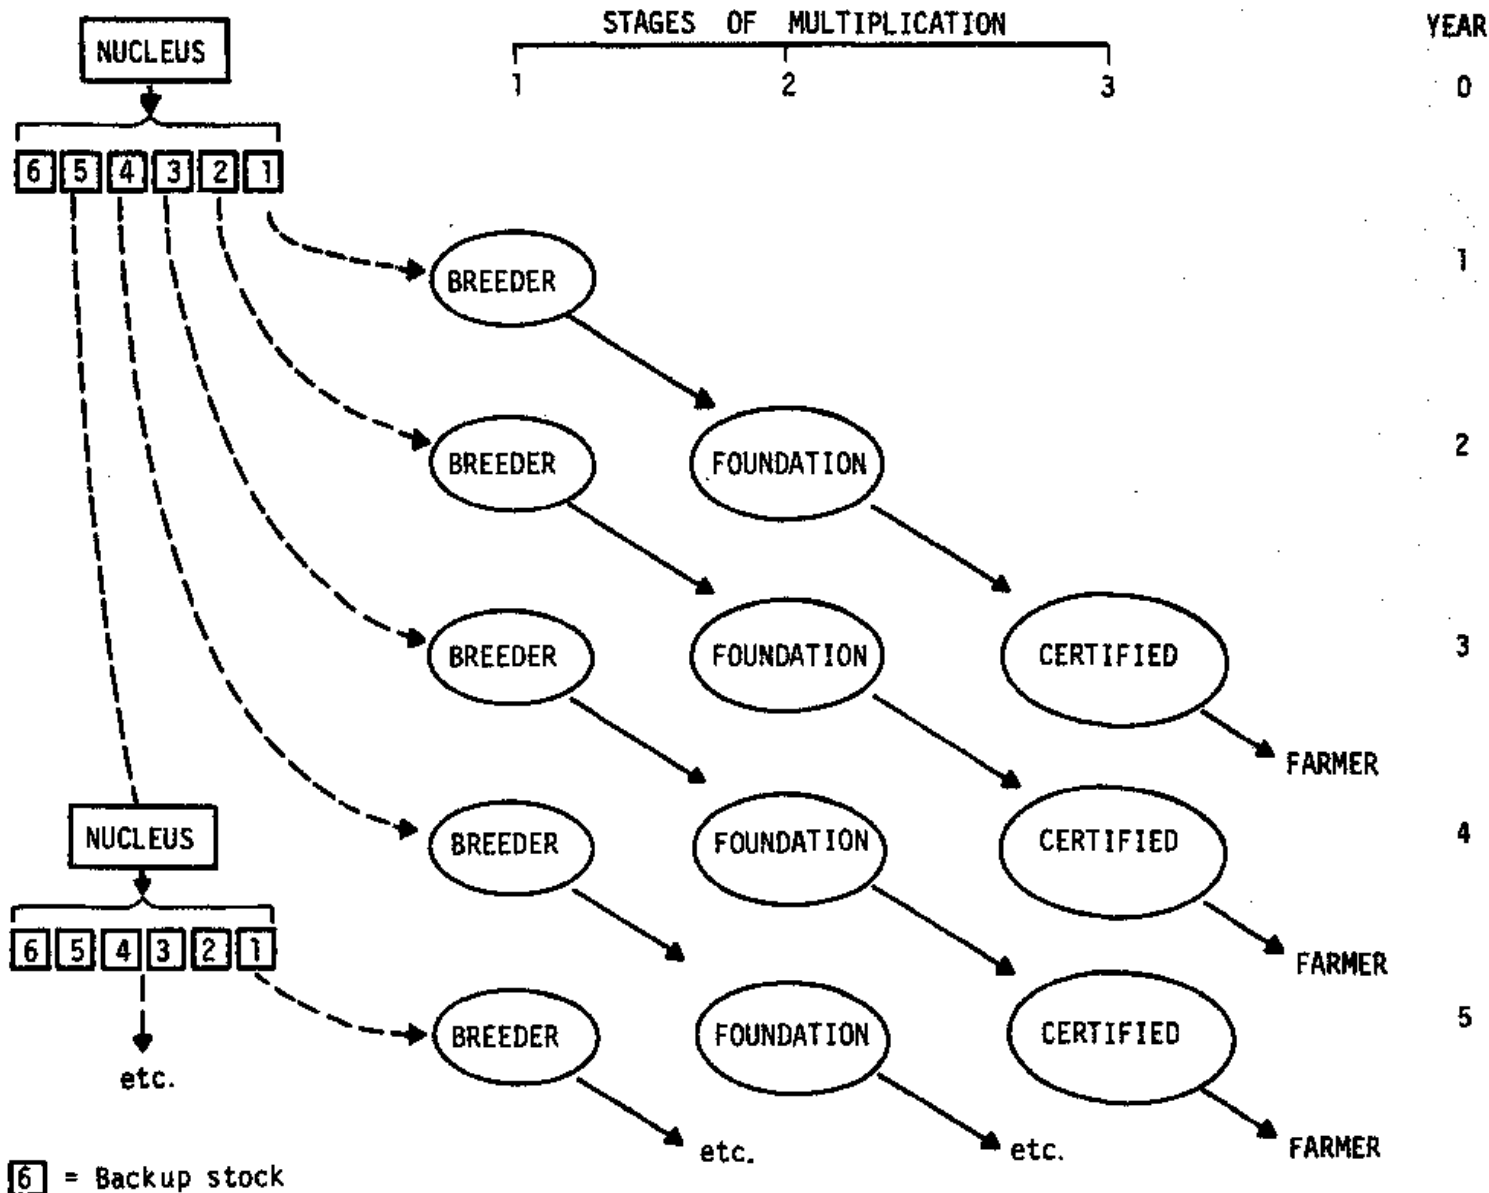 STAGES OF MULTIPLICATION YEAR
NUCLEUS
1 2 3 0
6 5 4 3 2 1
BREEDER 1
BREEDER FOUNDATION 2
BREEDER FOUNDATION CERTIFIED 3
FARMER
NUCLEUS BREEDER FOUNDATION CERTIFIED 4
6 5 4 3 2 1 FARMER
BREEDER FOUNDATION CERTIFIED 5
etc.
etc. etc. FARMER
6 = Backup stock